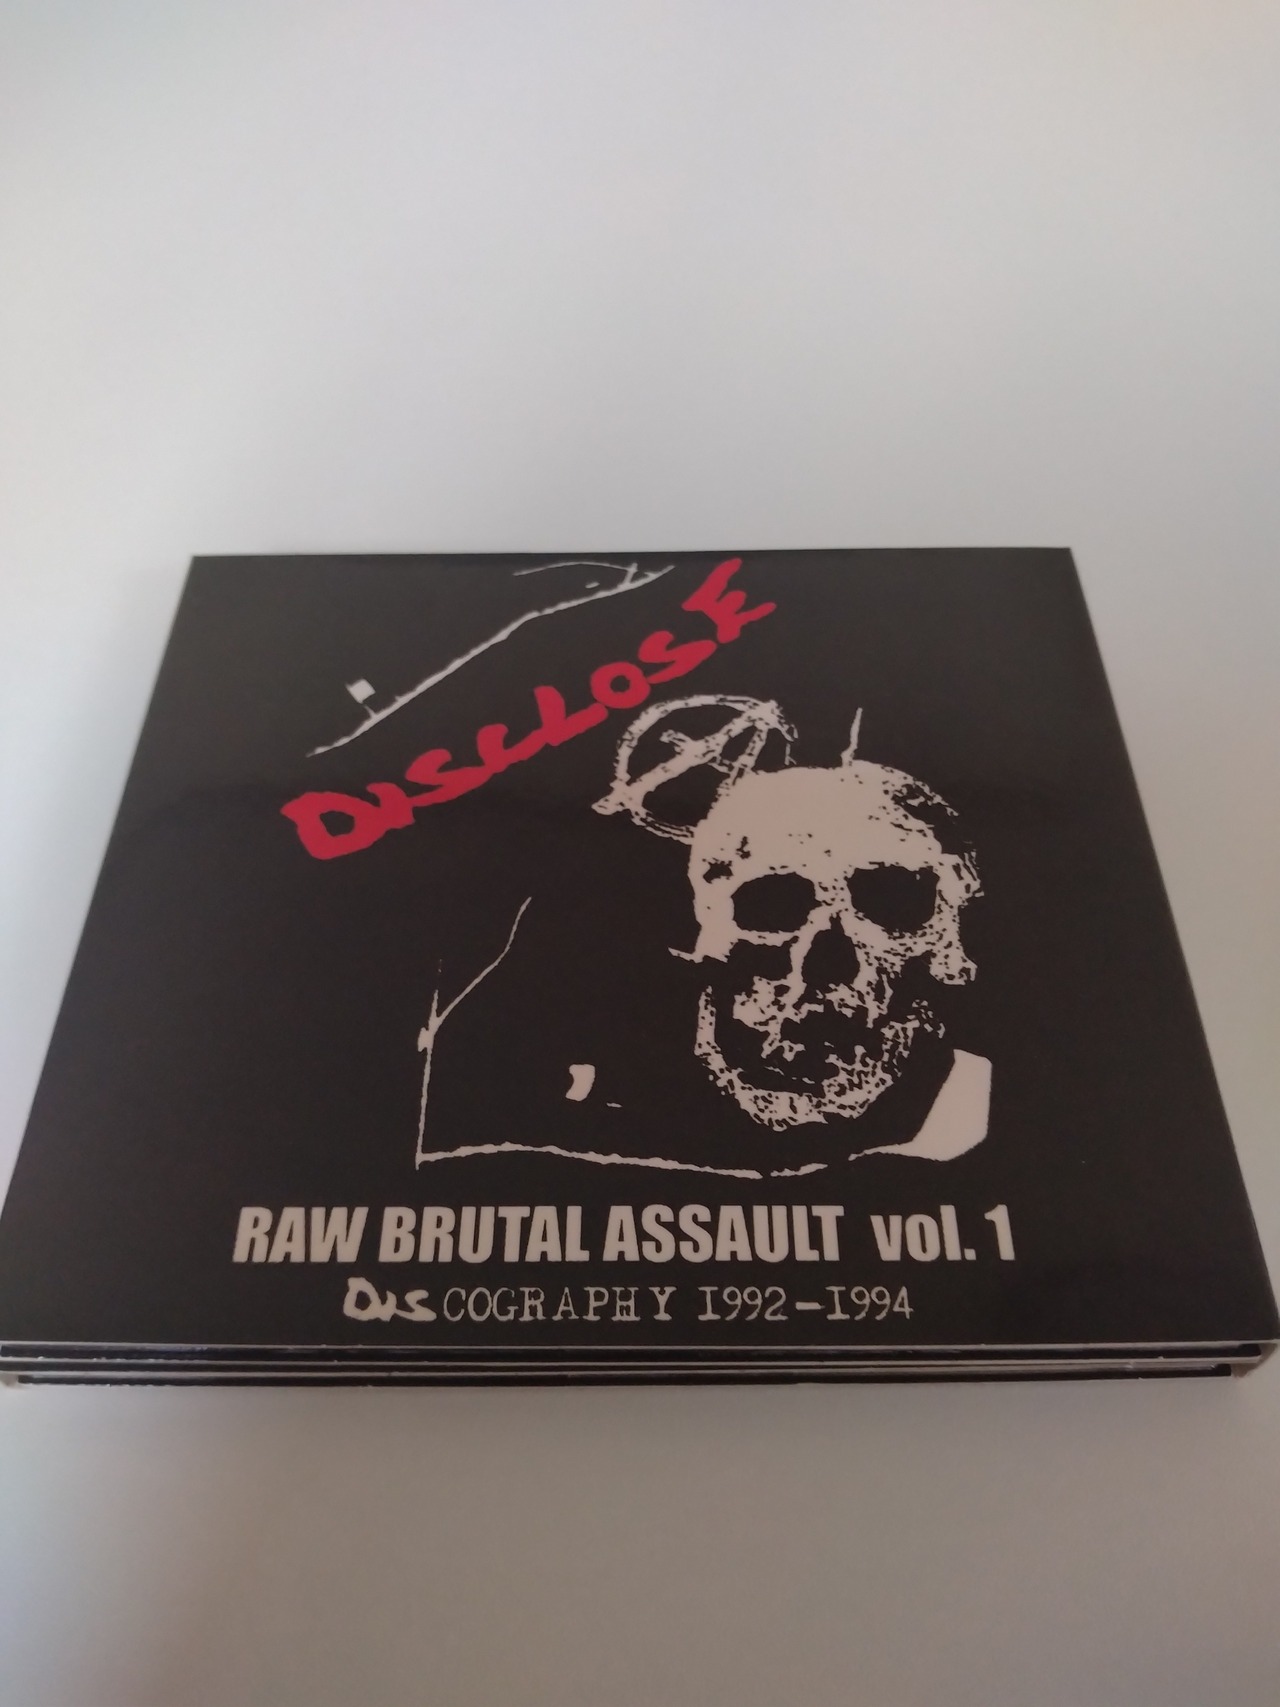 DISCLOSE
RAW BRUTAL ASSAULT vol. 1
DISCOGRAPHY 1992-1994